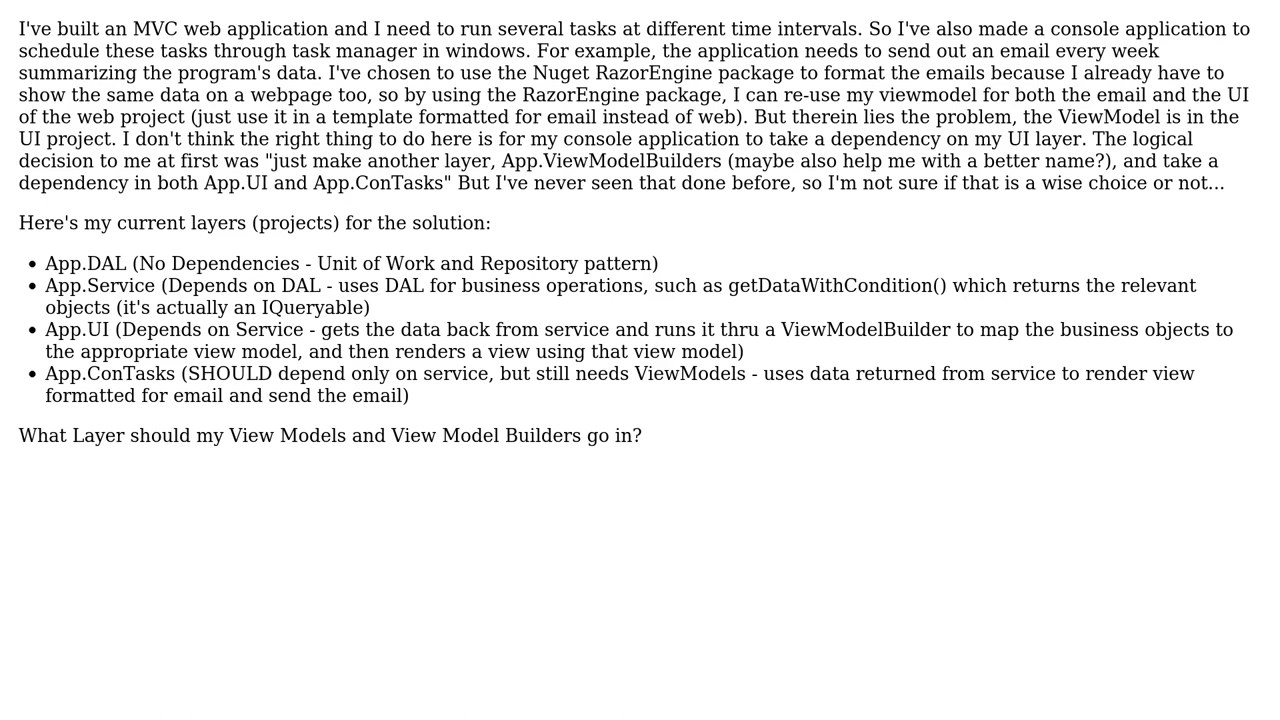 I've built an MVC web application and I need to run several tasks at different time intervals. So I've also made a console application to
schedule these tasks through task manager in windows. For example, the application needs to send out an email every week
summarizing the program's data. I've chosen to use the Nuget RazorEngine package to format the emails because I already have to
show the same data on a webpage too, so by using the RazorEngine package, I can re-use my viewmodel for both the email and the UI
of the web project (just use it in a template formatted for email instead of web). But therein lies the problem, the ViewModel is in the
UI project. I don't think the right thing to do here is for my console application to take a dependency on my UI layer. The logical
decision to me at first was "just make another layer, App.ViewModelBuilders (maybe also help me with a better name?), and take a
dependency in both App.UI and App.ConTasks" But I've never seen that done before, so I'm not sure if that is a wise choice or not...
Here's my current layers (projects) for the solution:
• App.DAL (No Dependencies - Unit of Work and Repository pattern)
• App.Service (Depends on DAL - uses DAL for business operations, such as getDataWithCondition() which returns the relevant
objects (it's actually an IQueryable)
• App.UI (Depends on Service - gets the data back from service and runs it thru a ViewModelBuilder to map the business objects to
the appropriate view model, and then renders a view using that view model)
• App.ConTasks (SHOULD depend only on service, but still needs ViewModels - uses data returned from service to render view
formatted for email and send the email)
What Layer should my View Models and View Model Builders go in?